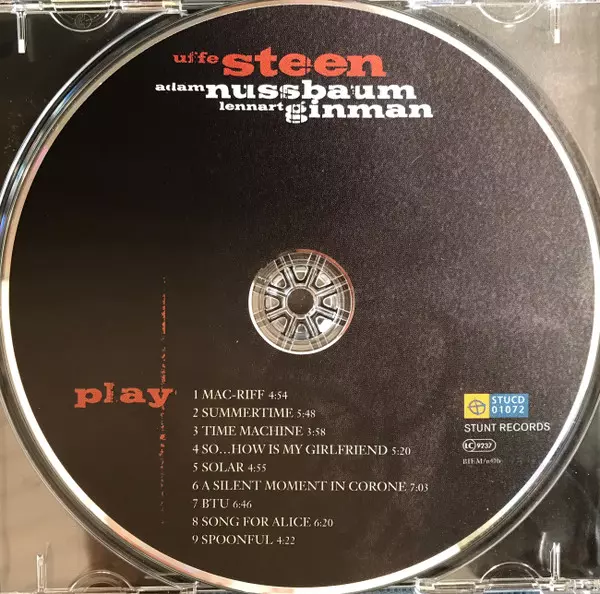 uffe steen
adam nussbaum
lennart ginman
play
1 MAC-RIFF 4:54
2 SUMMERTIME 5:48
3 TIME MACHINE 3:58
4 SO...HOW IS MY GIRLFRIEND 5:20
5 SOLAR 4:55
6 A SILENT MOMENT IN CORONE 7:03
7 BTU 6:46
8 SONG FOR ALICE 6:20
9 SPOONFUL 4:22
STUCD
01072
STUNT RECORDS
LC 9237